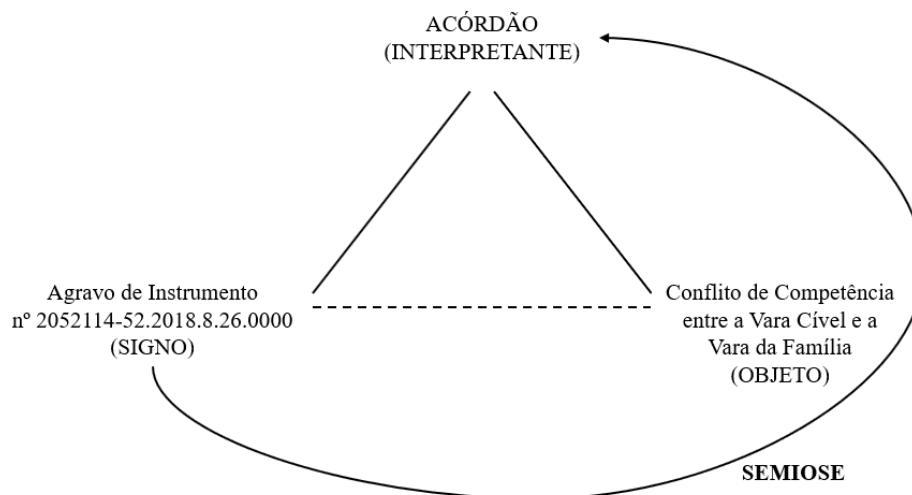 ACÓRDÃO
(INTERPRETANTE)
Agravo de Instrumento
nº 2052114-52.2018.8.26.0000
(SIGNO)
Conflito de Competência
entre a Vara Cível e a
Vara da Família
(OBJETO)
SEMIOSE